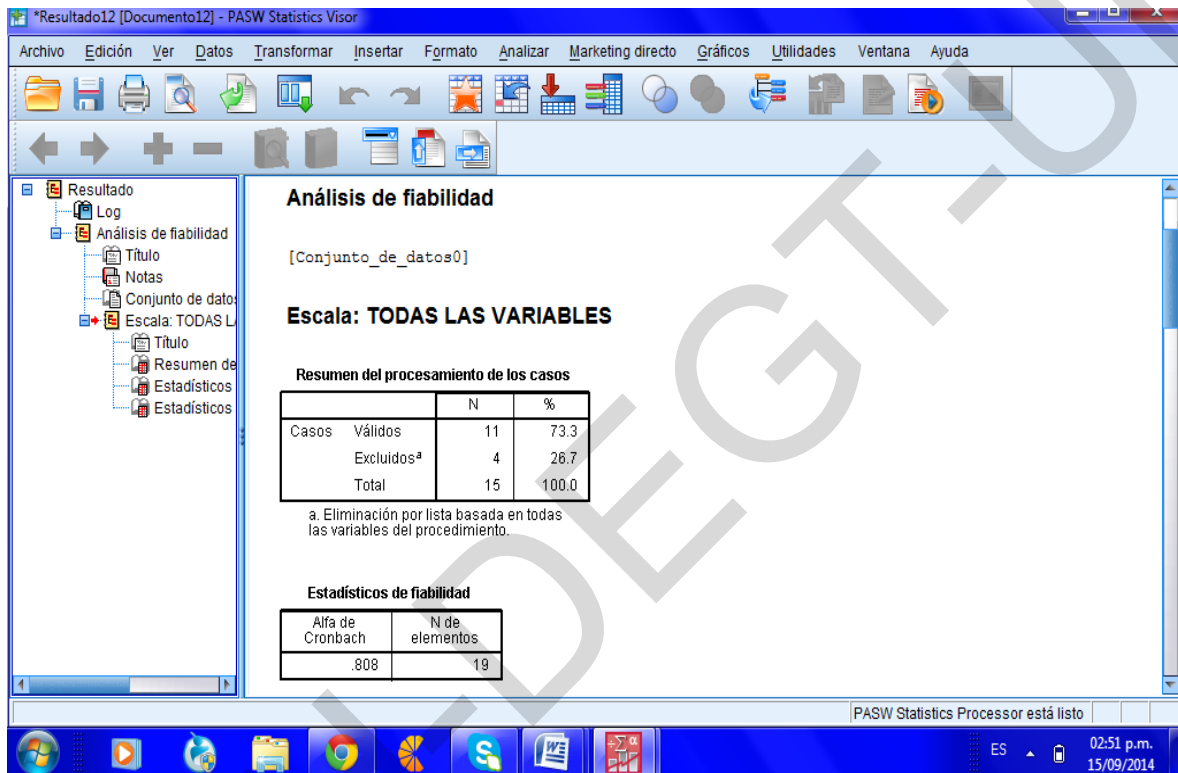 *Resultado12 [Documento12] - PASW Statistics Visor
Archivo Edición Ver Datos Transformar Insertar Formato Analizar Marketing directo Gráficos Utilidades Ventana Ayuda
Resultado
Log
Análisis de fiabilidad
Título
Notas
Conjunto de datos
Escala: TODAS LA
Título
Resumen de
Estadísticos
Estadísticos
Análisis de fiabilidad
[Conjunto_de_datos0]
Escala: TODAS LAS VARIABLES
Resumen del procesamiento de los casos
N %
Casos Válidos 11 73.3
Excluidosª 4 26.7
Total 15 100.0
a. Eliminación por lista basada en todas
las variables del procedimiento.
Estadísticos de fiabilidad
Alfa de N de
Cronbach elementos
.808 19
PASW Statistics Processor está listo
ES 02:51 p.m.
15/09/2014